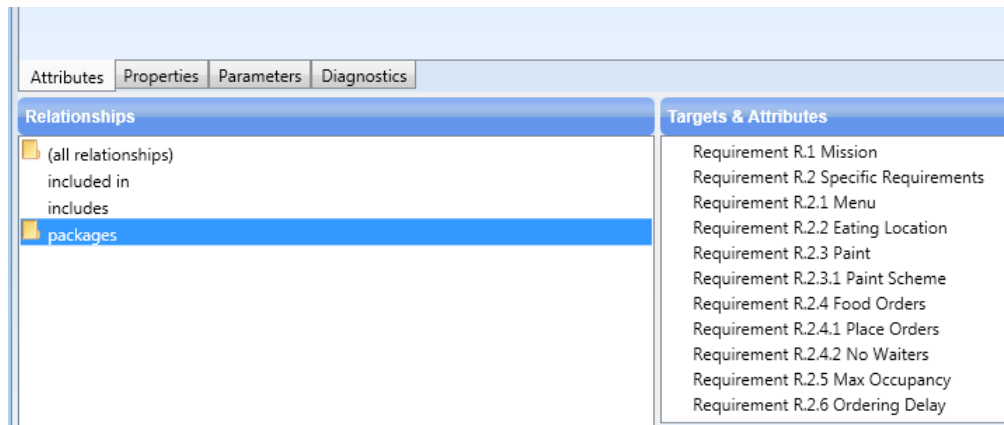 Attributes Properties Parameters Diagnostics
Relationships
(all relationships)
included in
includes
packages
Targets & Attributes
Requirement R.1 Mission
Requirement R.2 Specific Requirements
Requirement R.2.1 Menu
Requirement R.2.2 Eating Location
Requirement R.2.3 Paint
Requirement R.2.3.1 Paint Scheme
Requirement R.2.4 Food Orders
Requirement R.2.4.1 Place Orders
Requirement R.2.4.2 No Waiters
Requirement R.2.5 Max Occupancy
Requirement R.2.6 Ordering Delay